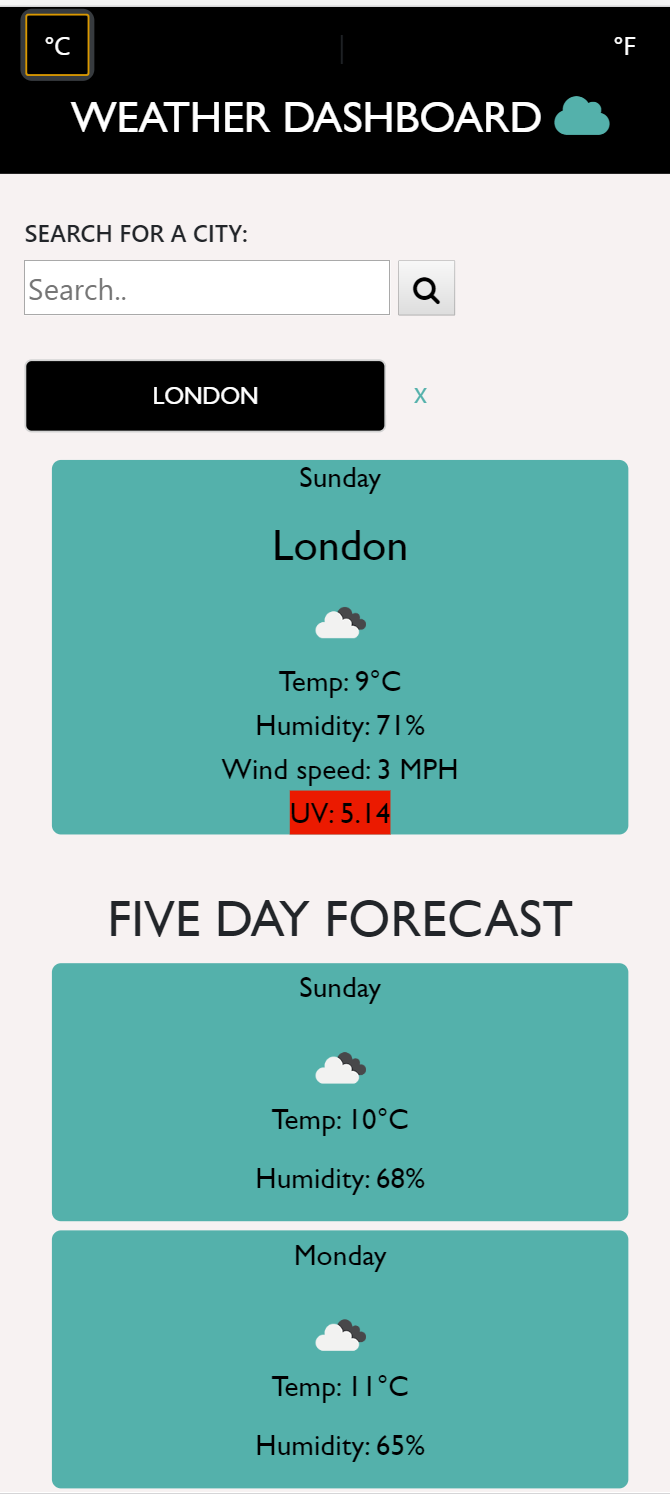 °C °F
WEATHER DASHBOARD
SEARCH FOR A CITY:
Search..
LONDON X
Sunday
London
Temp: 9°C
Humidity: 71%
Wind speed: 3 MPH
UV: 5.14
FIVE DAY FORECAST
Sunday
Temp: 10°C
Humidity: 68%
Monday
Temp: 11°C
Humidity: 65%